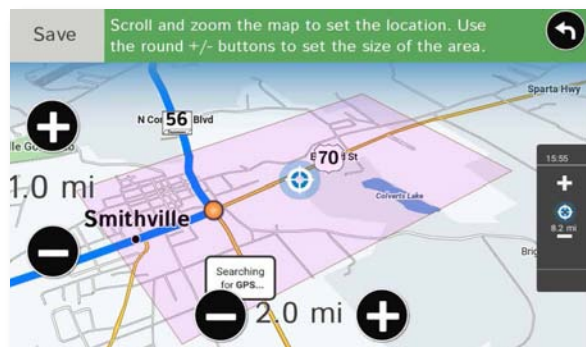 Save
Scroll and zoom the map to set the location. Use
the round +/- buttons to set the size of the area.
Sparta Hwy
56
Blvd
70
St
15:55
+
1.0 mi
Colverts Lake
+
8.2 mi
−
Smithville
−
Searching
for GPS...
− 2.0 mi +